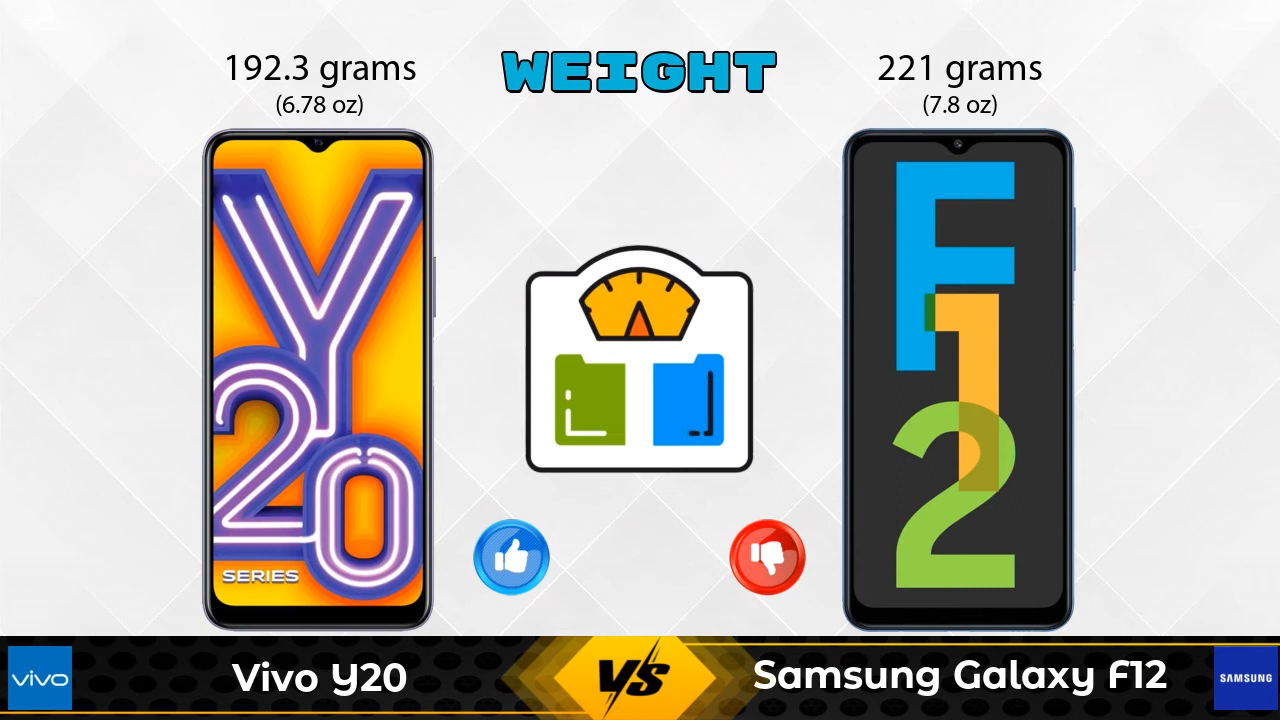 WEIGHT
192.3 grams
(6.78 oz)
221 grams
(7.8 oz)
Y
20
SERIES
F
1
2
vivo
Vivo Y20
VS
Samsung Galaxy F12
SAMSUNG